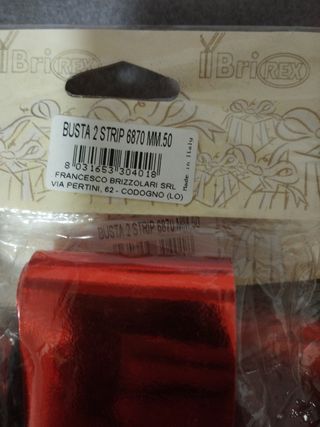 BriREX
BriREX
BUSTA 2 STRIP 6870 MM.50
8 031653 304018
FRANCESCO BRIZZOLARI SRL
VIA PERTINI, 62 - CODOGNO (LO)
Made in Italy
BUSTA 2 STRIP 6870 MM.50